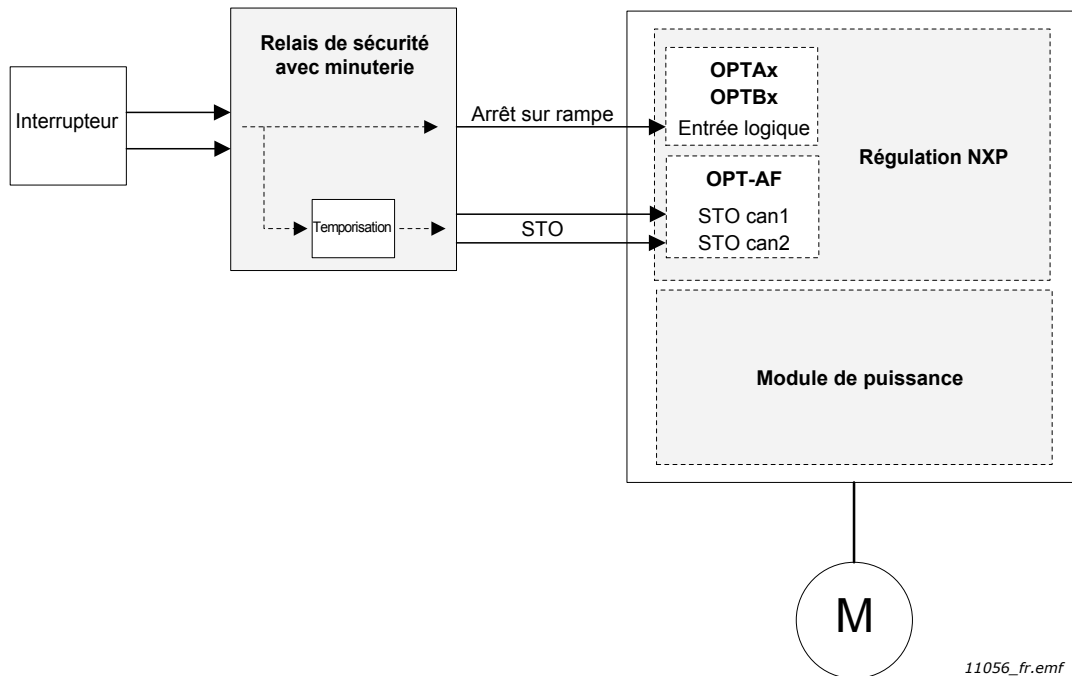 Interrupteur
Relais de sécurité
avec minuterie
Temporisation
Arrêt sur rampe
STO
OPTAx
OPTBx
Entrée logique
OPT-AF
STO can1
STO can2
Régulation NXP
Module de puissance
M
11056_fr.emf